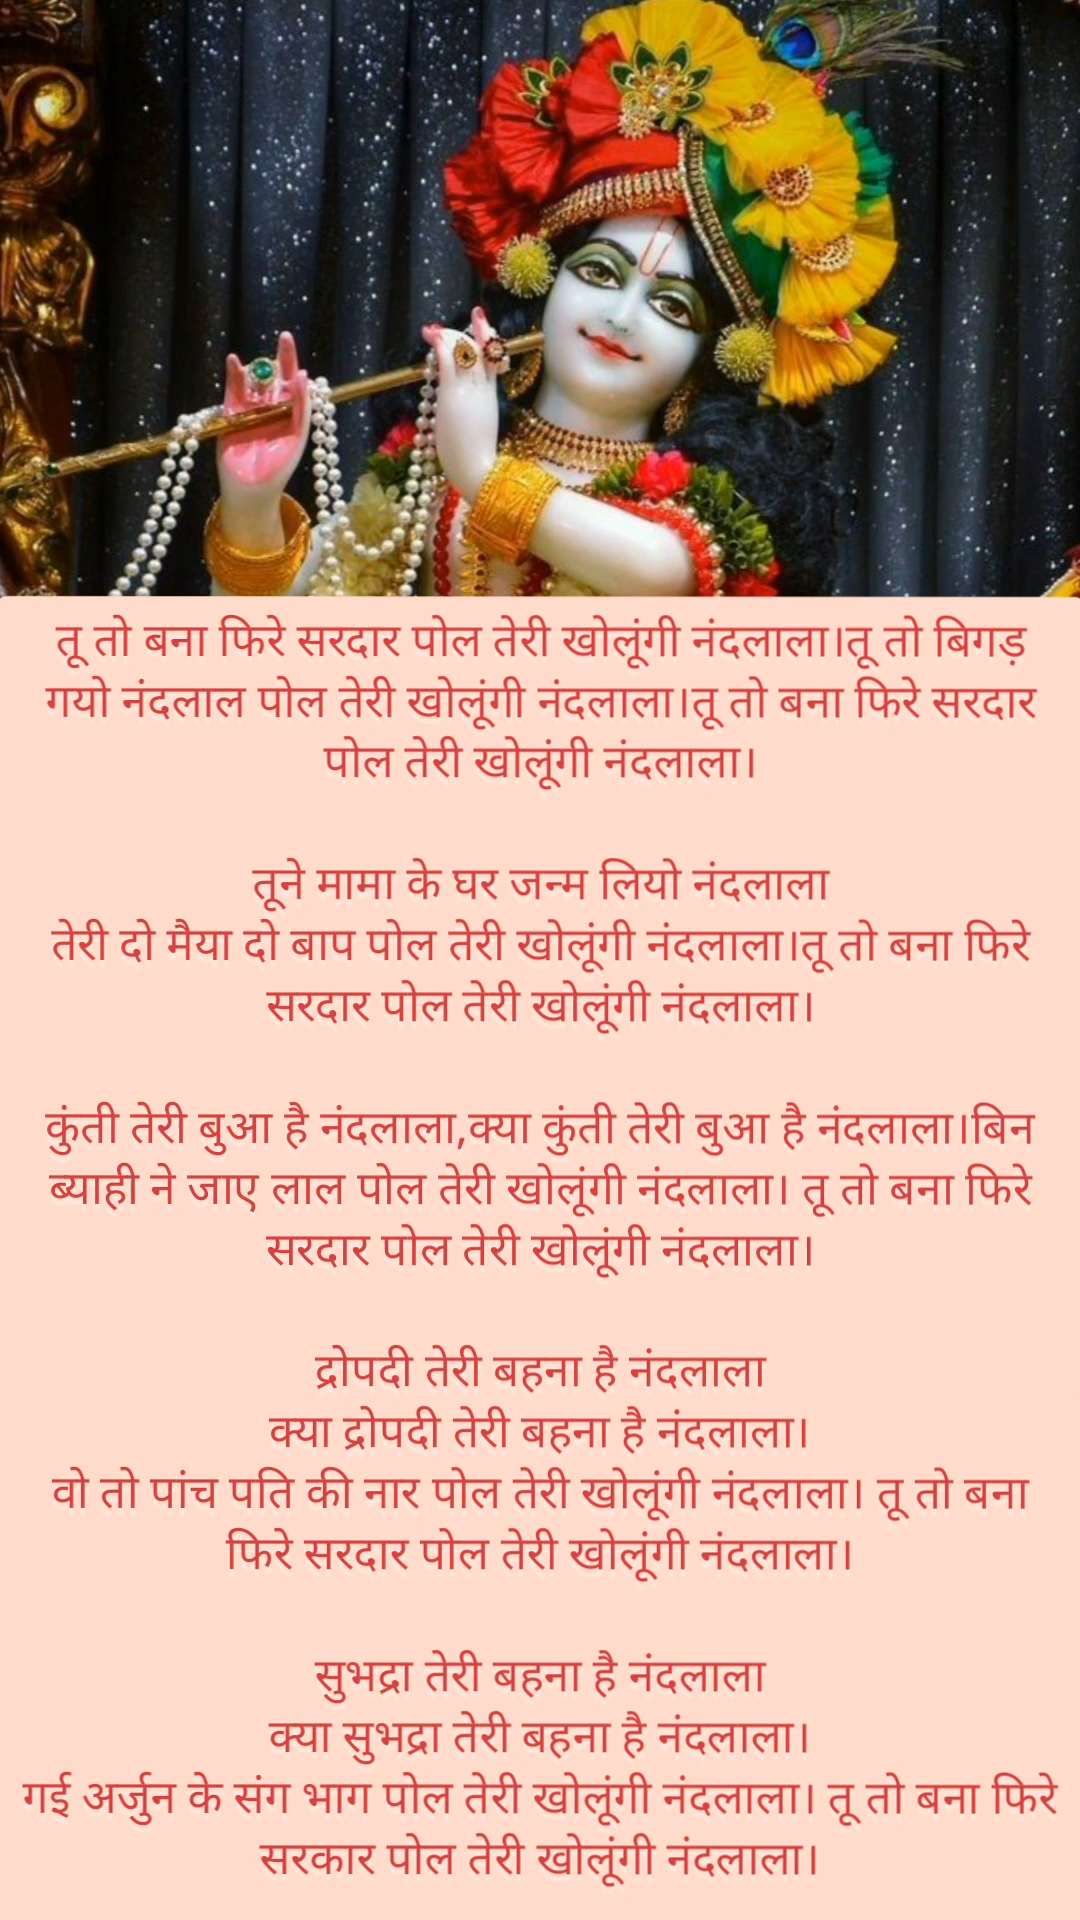 तू तो बना फिरे सरदार पोल तेरी खोलूंगी नंदलाला।तू तो बिगड़
गयो नंदलाल पोल तेरी खोलूंगी नंदलाला।तू तो बना फिरे सरदार
पोल तेरी खोलूंगी नंदलाला।
तूने मामा के घर जन्म लियो नंदलाला
तेरी दो मैया दो बाप पोल तेरी खोलूंगी नंदलाला।तू तो बना फिरे
सरदार पोल तेरी खोलूंगी नंदलाला।
कुंती तेरी बुआ है नंदलाला,क्या कुंती तेरी बुआ है नंदलाला।बिन
ब्याही ने जाए लाल पोल तेरी खोलूंगी नंदलाला। तू तो बना फिरे
सरदार पोल तेरी खोलूंगी नंदलाला।
द्रोपदी तेरी बहना है नंदलाला
क्या द्रोपदी तेरी बहना है नंदलाला।
वो तो पांच पति की नार पोल तेरी खोलूंगी नंदलाला। तू तो बना
फिरे सरदार पोल तेरी खोलूंगी नंदलाला।
सुभद्रा तेरी बहना है नंदलाला
क्या सुभद्रा तेरी बहना है नंदलाला।
गई अर्जुन के संग भाग पोल तेरी खोलूंगी नंदलाला। तू तो बना फिरे
सरकार पोल तेरी खोलूंगी नंदलाला।